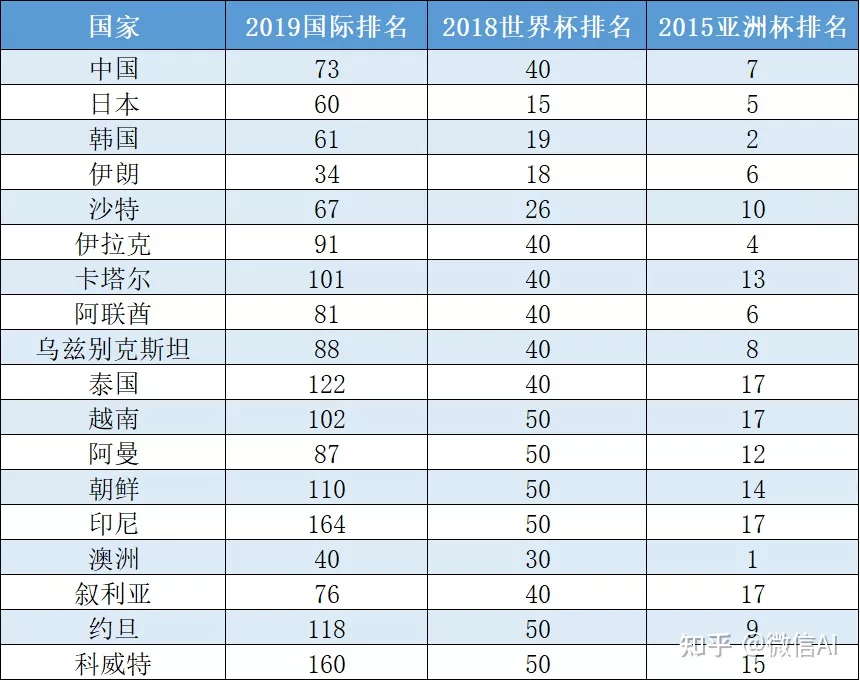 国家 2019国际排名 2018世界杯排名 2015亚洲杯排名
中国 73 40 7
日本 60 15 5
韩国 61 19 2
伊朗 34 18 6
沙特 67 26 10
伊拉克 91 40 4
卡塔尔 101 40 13
阿联酋 81 40 6
乌兹别克斯坦 88 40 8
泰国 122 40 17
越南 102 50 17
阿曼 87 50 12
朝鲜 110 50 14
印尼 164 50 17
澳洲 40 30 1
叙利亚 76 40 17
约旦 118 50 9
科威特 160 50 15
知乎 @微信AI